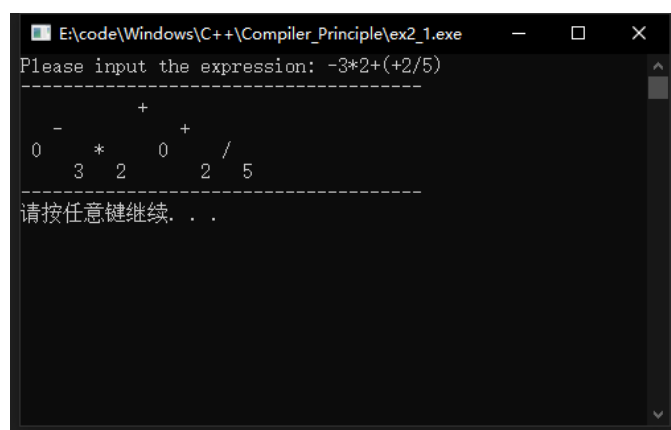 E:\code\Windows\C++\Compiler_Principle\ex2_1.exe
Please input the expression: -3*2+(+2/5)
-------------------------------------
+
- +
0 * 0 /
3 2 2 5
-------------------------------------
请按任意键继续. . .